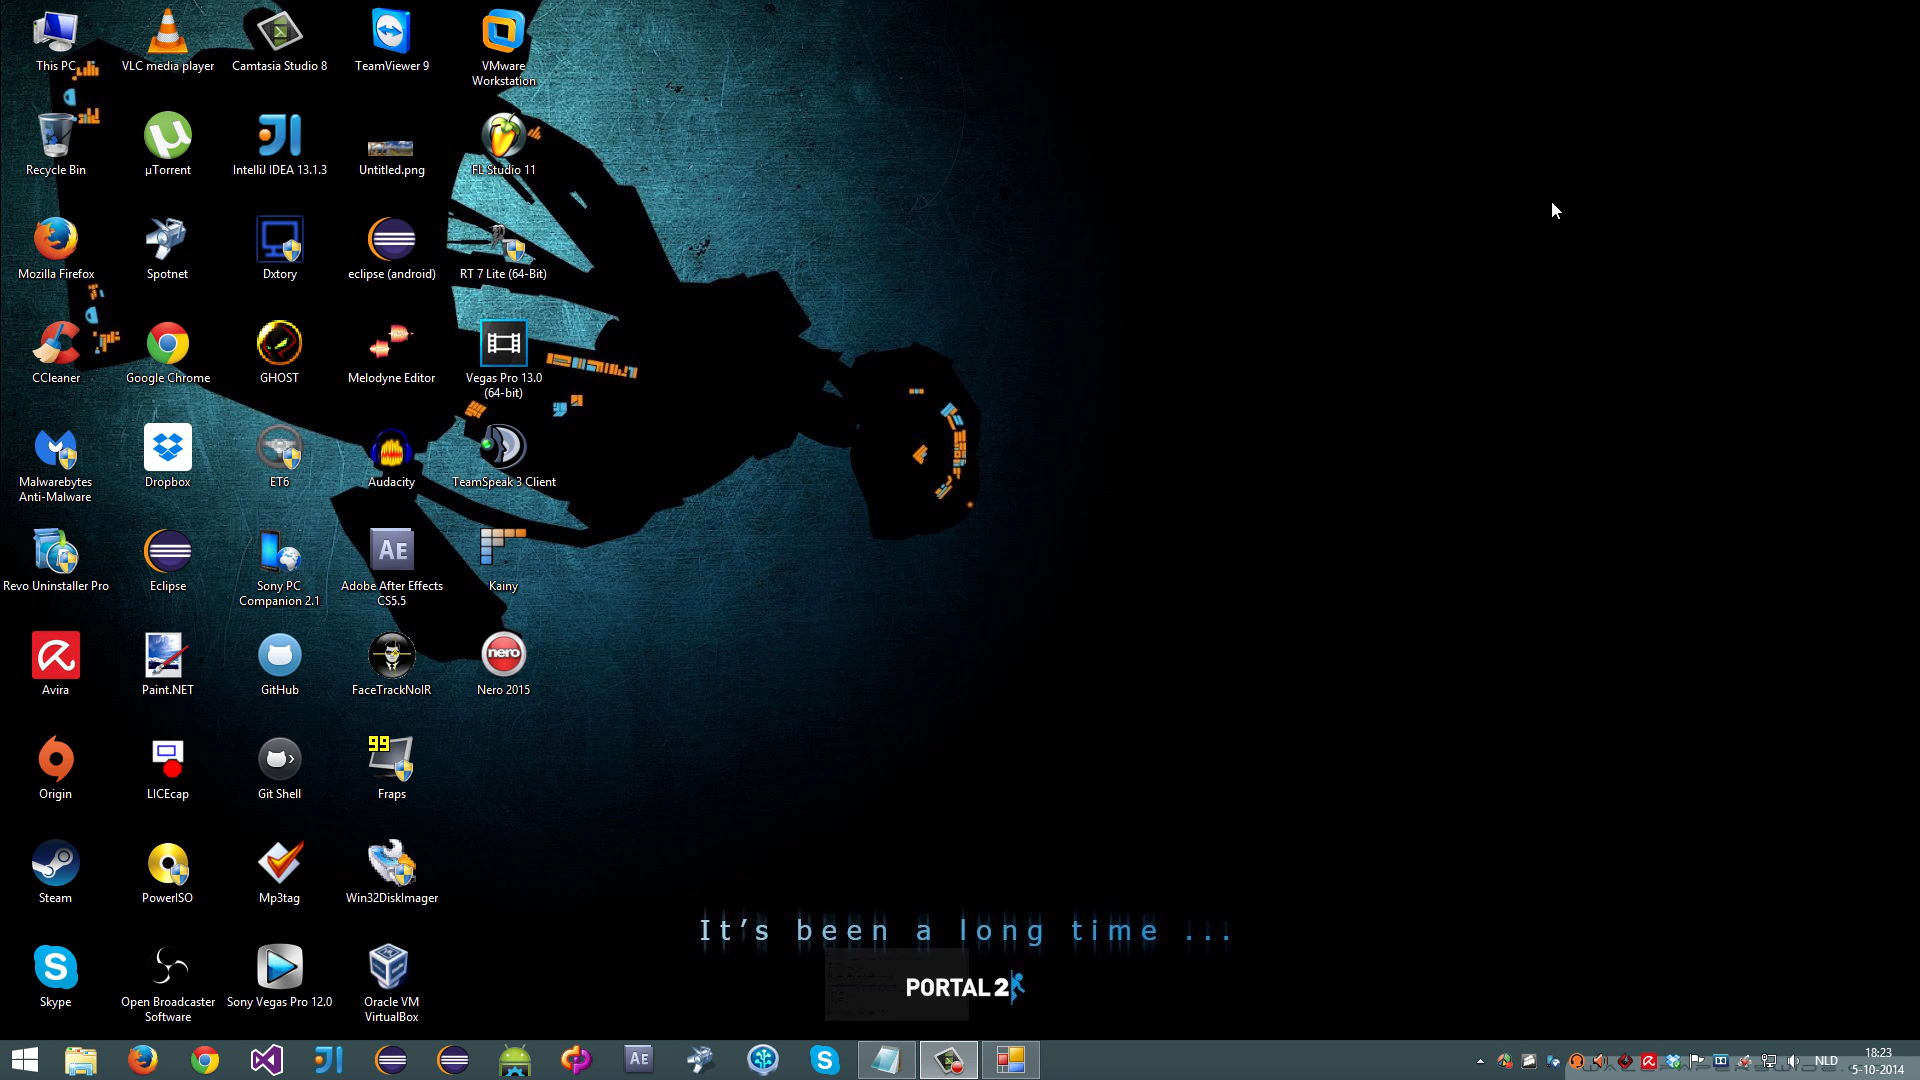 This PC
VLC media player
Camtasia Studio 8
TeamViewer 9
VMware
Workstation
Recycle Bin
µTorrent
IntelliJ IDEA 13.1.3
Untitled.png
FL Studio 11
Mozilla Firefox
Spotnet
Dxtory
eclipse (android)
RT 7 Lite (64-Bit)
CCleaner
Google Chrome
GHOST
Melodyne Editor
Vegas Pro 13.0
(64-bit)
Malwarebytes
Anti-Malware
Dropbox
ET6
Audacity
TeamSpeak 3 Client
Revo Uninstaller Pro
Eclipse
Sony PC
Companion 2.1
AE
Adobe After Effects
CS5.5
Kainy
Avira
Paint.NET
GitHub
FaceTrackNoIR
nero
Nero 2015
Origin
LICEcap
Git Shell
99
Fraps
Steam
PowerISO
Mp3tag
Win32DiskImager
Skype
Open Broadcaster
Software
Sony Vegas Pro 12.0
Oracle VM
VirtualBox
It's been a long time ...
PORTAL 2
AE
NLD
18:23
5-10-2014